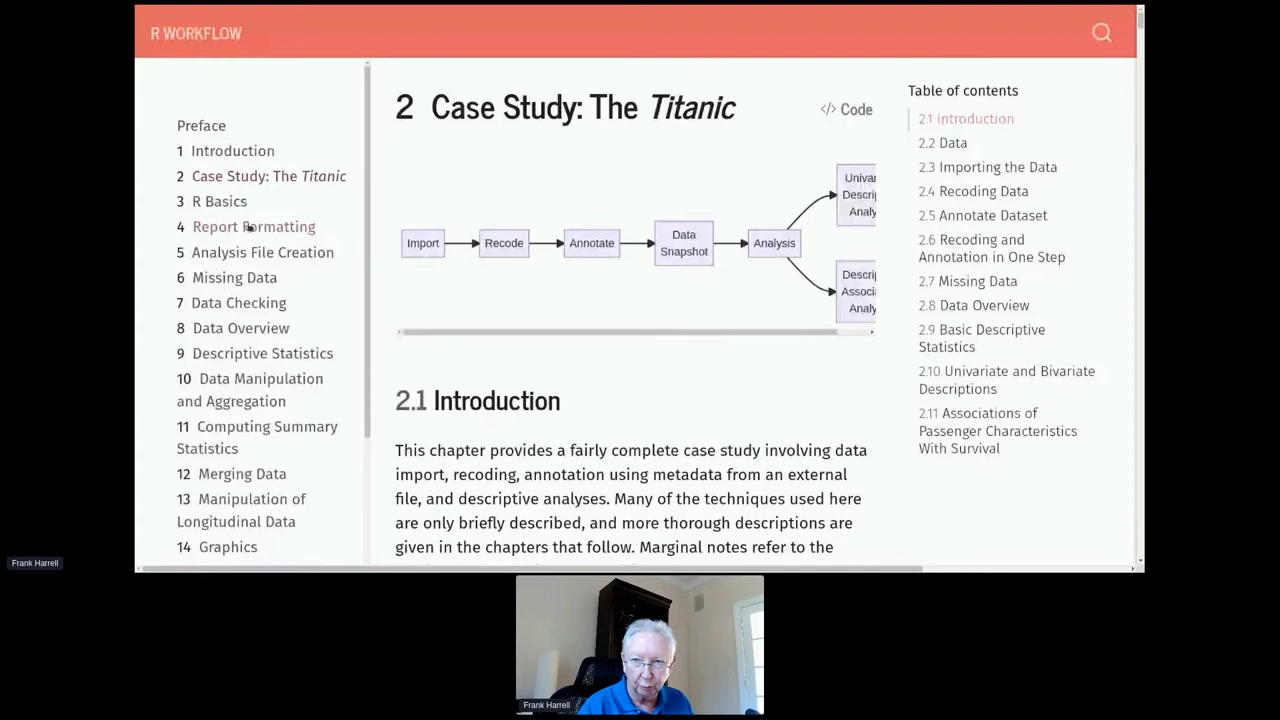 R WORKFLOW
Preface
1 Introduction
2 Case Study: The Titanic
3 R Basics
4 Report Formatting
5 Analysis File Creation
6 Missing Data
7 Data Checking
8 Data Overview
9 Descriptive Statistics
10 Data Manipulation
and Aggregation
11 Computing Summary
Statistics
12 Merging Data
13 Manipulation of
Longitudinal Data
14 Graphics
2 Case Study: The Titanic
</> Code
Import
Recode
Annotate
Data
Snapshot
Analysis
Univar
Descrip
Analy
Descrip
Associa
Analy
2.1 Introduction
This chapter provides a fairly complete case study involving data
import, recoding, annotation using metadata from an external
file, and descriptive analyses. Many of the techniques used here
are only briefly described, and more thorough descriptions are
given in the chapters that follow. Marginal notes refer to the
Table of contents
2.1 Introduction
2.2 Data
2.3 Importing the Data
2.4 Recoding Data
2.5 Annotate Dataset
2.6 Recoding and
Annotation in One Step
2.7 Missing Data
2.8 Data Overview
2.9 Basic Descriptive
Statistics
2.10 Univariate and Bivariate
Descriptions
2.11 Associations of
Passenger Characteristics
With Survival
Frank Harrell
Frank Harrell